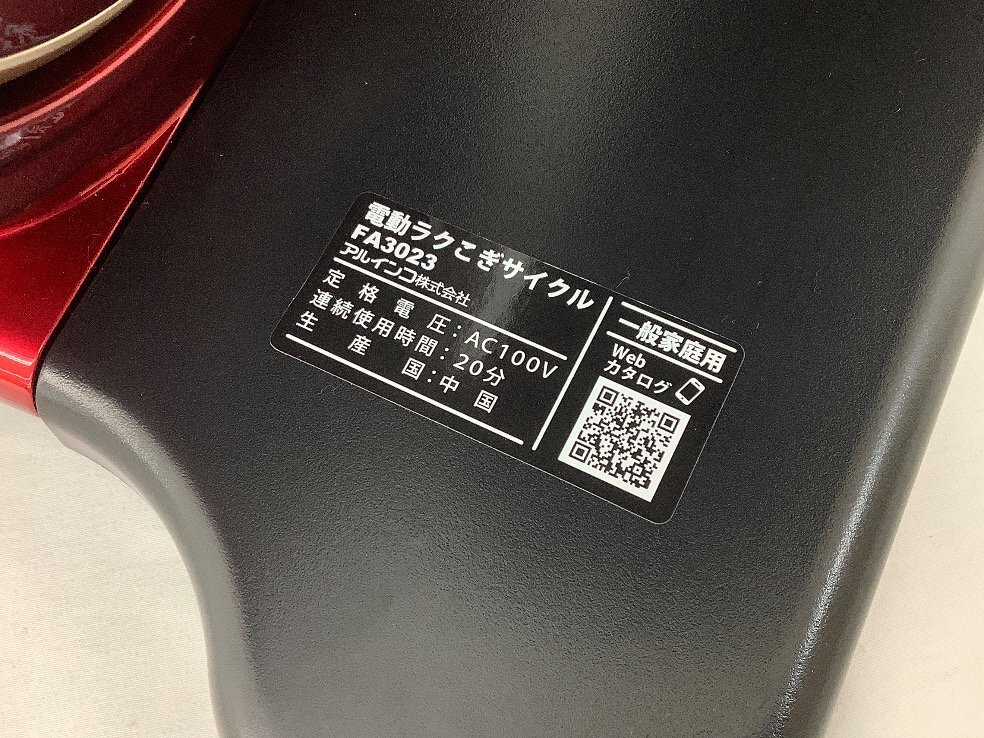 電動ラクこぎサイクル
FA3023
アルインコ株式会社
定格電圧：AC100V
連続使用時間：20分
生産国：中国
一般家庭用
Web
カタログ